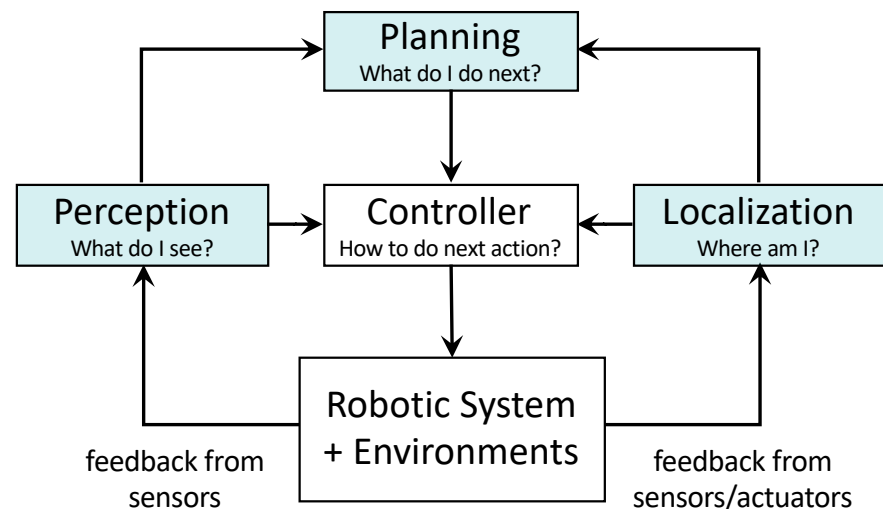 Planning
What do I do next?
Perception
What do I see?
Controller
How to do next action?
Localization
Where am I?
Robotic System
+ Environments
feedback from
sensors
feedback from
sensors/actuators